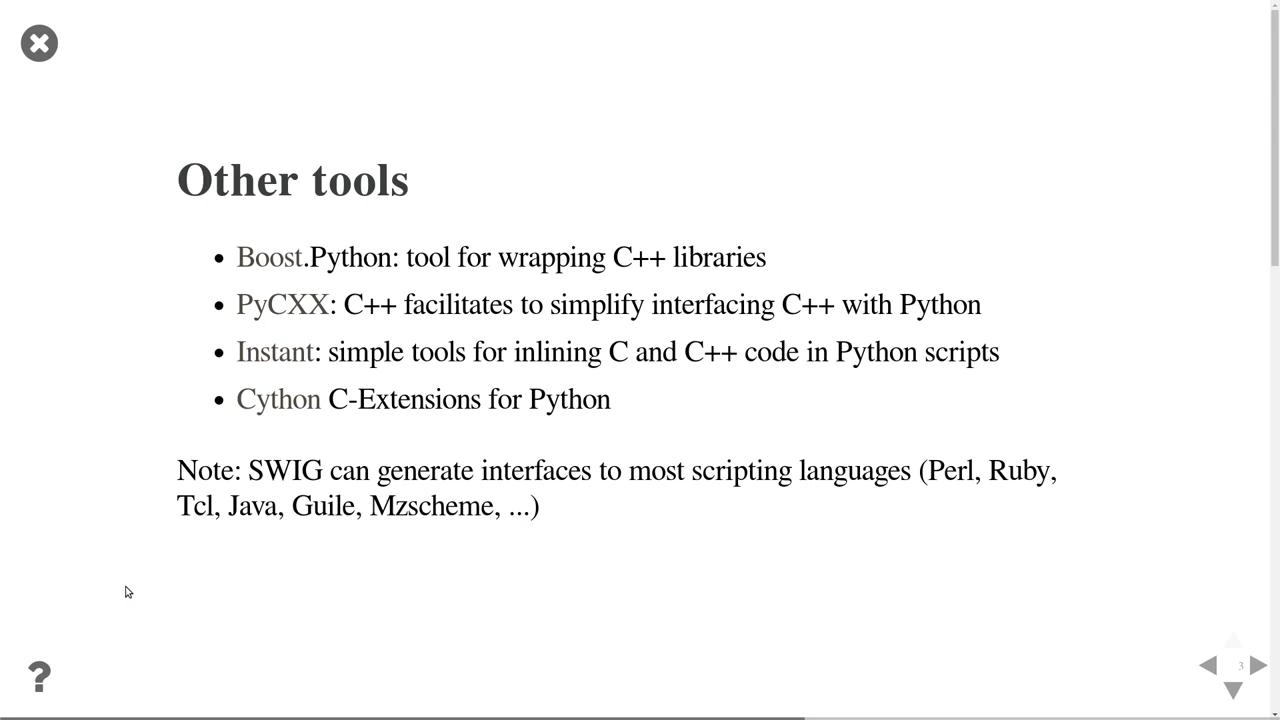 Other tools
• Boost.Python: tool for wrapping C++ libraries
• PyCXX: C++ facilitates to simplify interfacing C++ with Python
• Instant: simple tools for inlining C and C++ code in Python scripts
• Cython C-Extensions for Python
Note: SWIG can generate interfaces to most scripting languages (Perl, Ruby,
Tcl, Java, Guile, Mzscheme, ...)
?
3